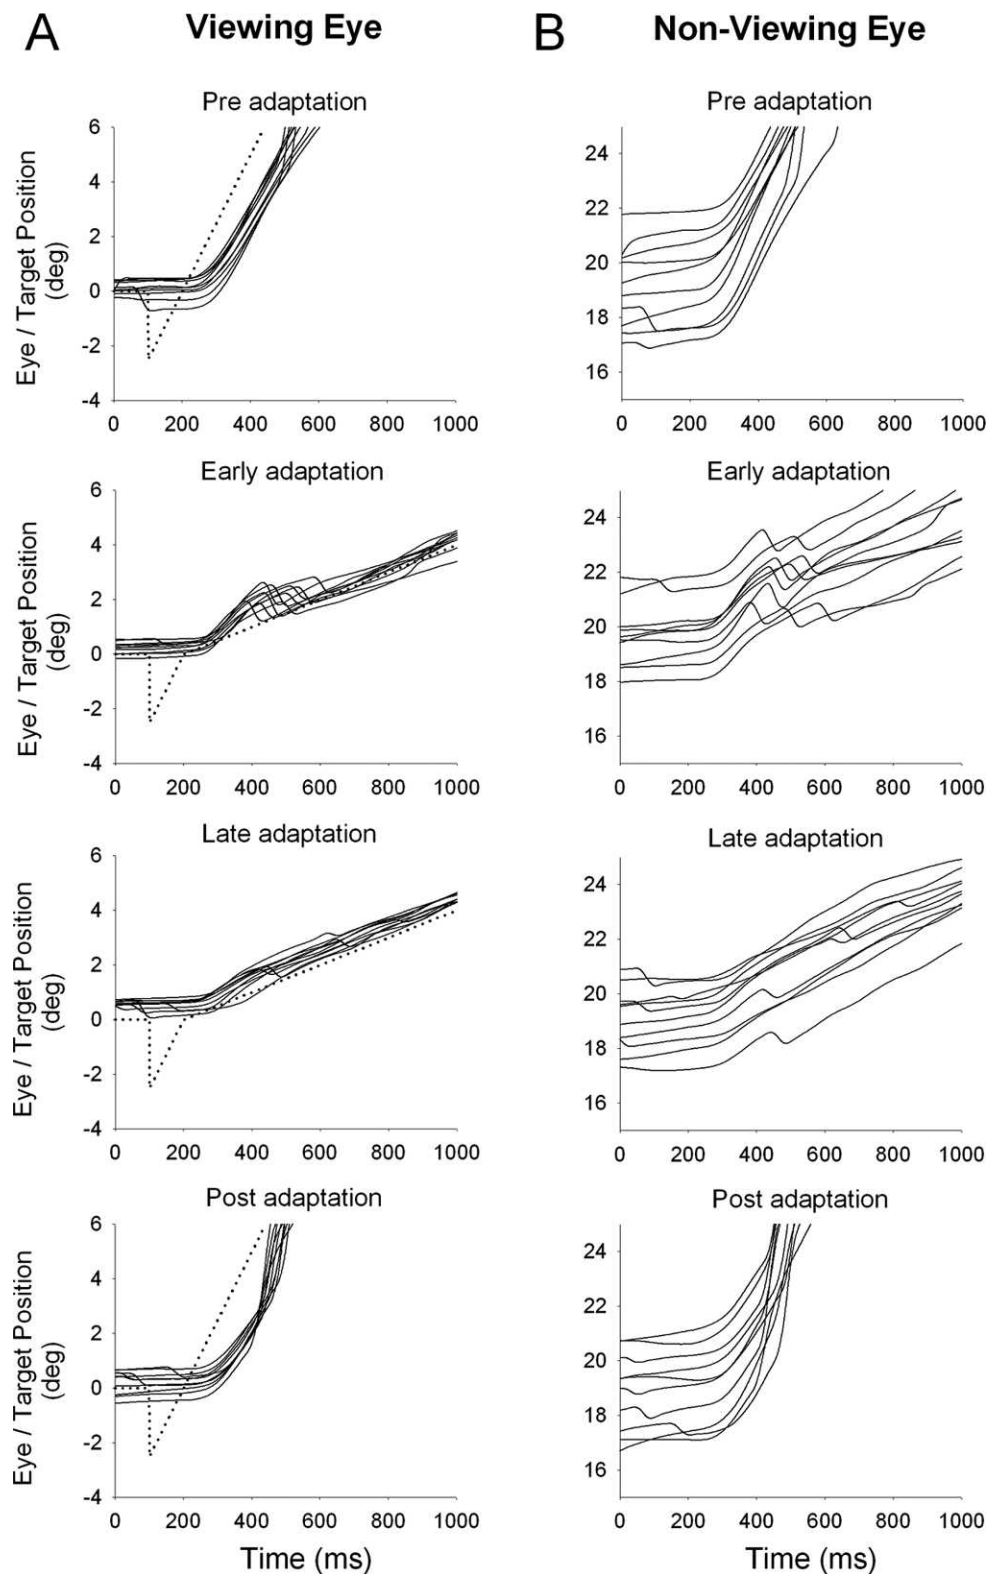 A Viewing Eye
B Non-Viewing Eye
Pre adaptation
Pre adaptation
Eye / Target Position
(deg)
6
4
2
0
-2
-4
0 200 400 600 800 1000
24
22
20
18
16
0 200 400 600 800 1000
Early adaptation
Early adaptation
Eye / Target Position
(deg)
6
4
2
0
-2
-4
0 200 400 600 800 1000
24
22
20
18
16
0 200 400 600 800 1000
Late adaptation
Late adaptation
Eye / Target Position
(deg)
6
4
2
0
-2
-4
0 200 400 600 800 1000
24
22
20
18
16
0 200 400 600 800 1000
Post adaptation
Post adaptation
Eye / Target Position
(deg)
6
4
2
0
-2
-4
0 200 400 600 800 1000
Time (ms)
24
22
20
18
16
0 200 400 600 800 1000
Time (ms)